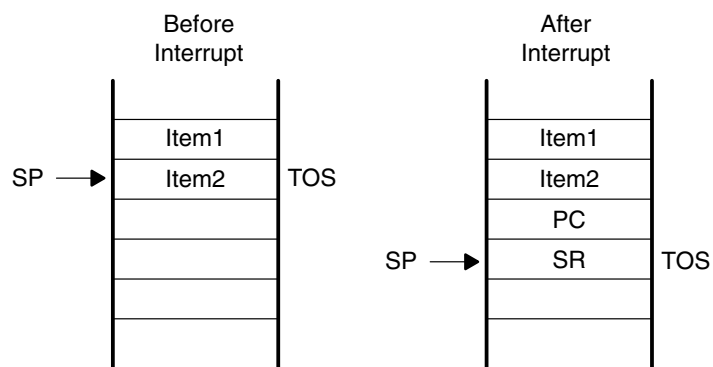 Before
Interrupt
Item1
SP
Item2
TOS
After
Interrupt
Item1
Item2
PC
SP
SR
TOS